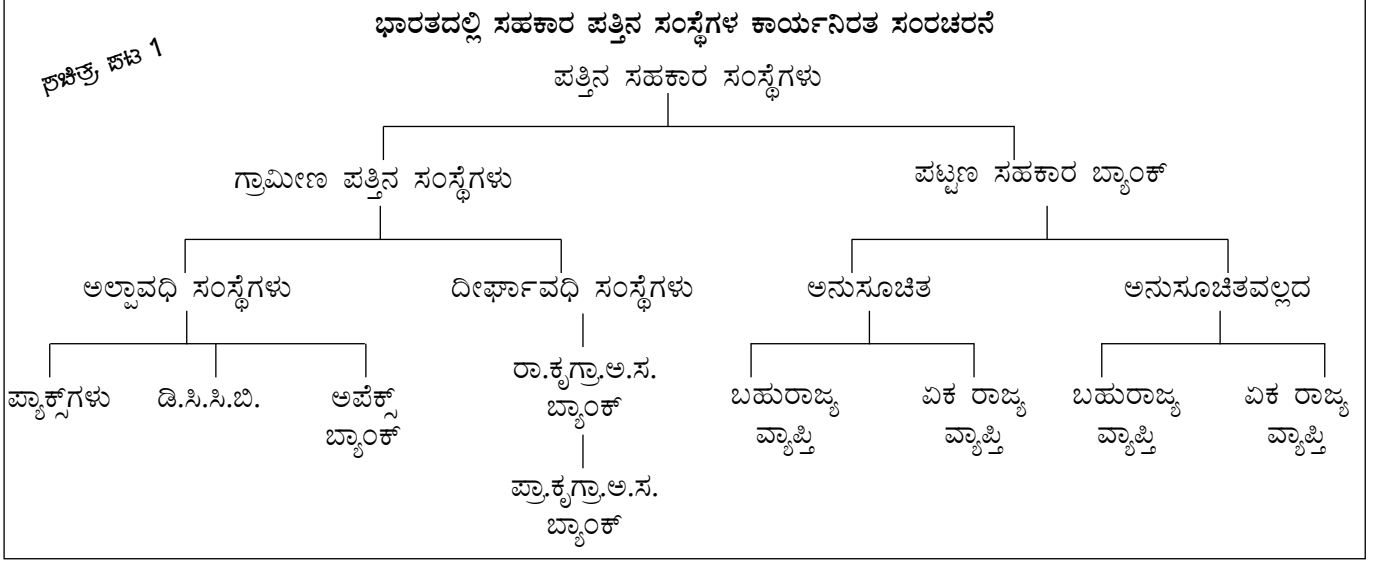 ಭಾರತದಲ್ಲಿ ಸಹಕಾರ ಪತ್ತಿನ ಸಂಸ್ಥೆಗಳ ಕಾರ್ಯನಿರತ ಸಂರಚರನೆ
ಸಚಿತ್ರ ಪಟ 1
ಪತ್ತಿನ ಸಹಕಾರ ಸಂಸ್ಥೆಗಳು
ಗ್ರಾಮೀಣ ಪತ್ತಿನ ಸಂಸ್ಥೆಗಳು
ಪಟ್ಟಣ ಸಹಕಾರ ಬ್ಯಾಂಕ್
ಅಲ್ಪಾವಧಿ ಸಂಸ್ಥೆಗಳು
ದೀರ್ಘಾವಧಿ ಸಂಸ್ಥೆಗಳು
ಅನುಸೂಚಿತ
ಅನುಸೂಚಿತವಲ್ಲದ
ಪ್ಯಾಕ್ಸ್‌ಗಳು
ಡಿ.ಸಿ.ಸಿ.ಬಿ.
ಅಪೆಕ್ಸ್
ಬ್ಯಾಂಕ್
ರಾ.ಕೃಗ್ರಾ.ಅ.ಸ.
ಬ್ಯಾಂಕ್
ಪ್ರಾ.ಕೃಗ್ರಾ.ಅ.ಸ.
ಬ್ಯಾಂಕ್
ಬಹುರಾಜ್ಯ
ವ್ಯಾಪ್ತಿ
ಏಕ ರಾಜ್ಯ
ವ್ಯಾಪ್ತಿ
ಬಹುರಾಜ್ಯ
ವ್ಯಾಪ್ತಿ
ಏಕ ರಾಜ್ಯ
ವ್ಯಾಪ್ತಿ